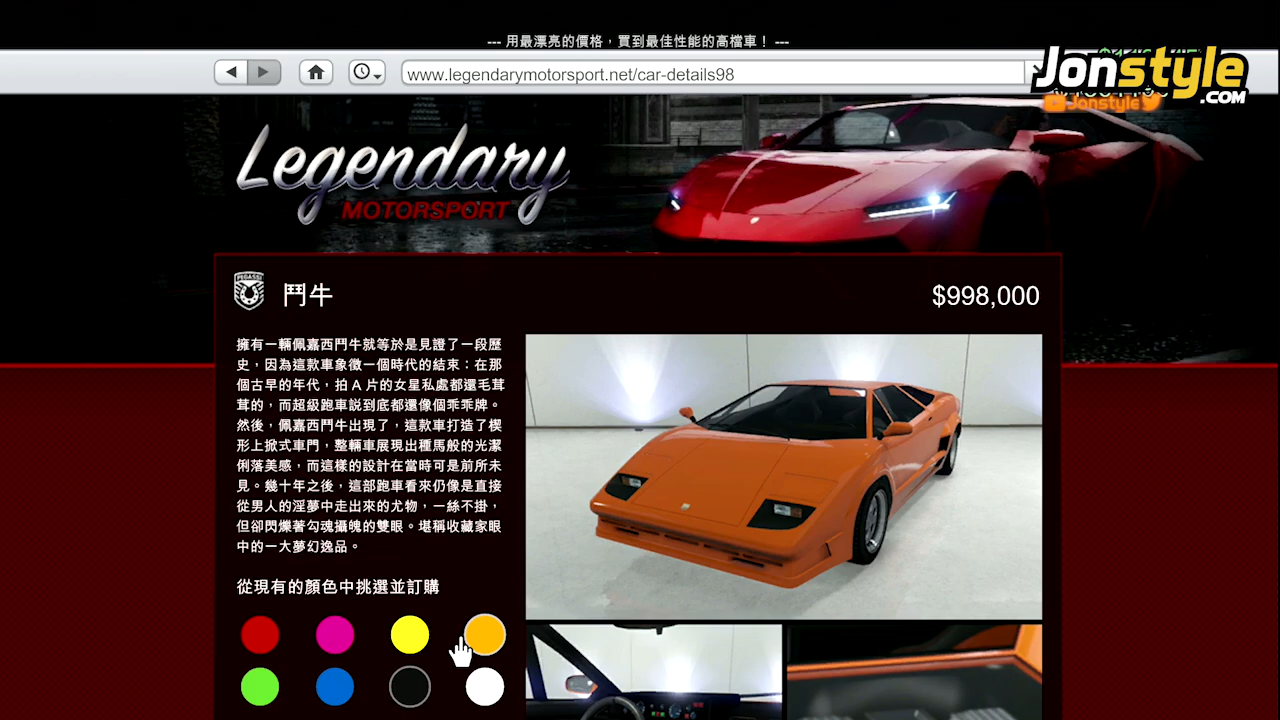 --- 用最漂亮的價格，買到最佳性能的高檔車！ ---
www.legendarymotorsport.net/car-details98
Jonstyle
.COM
Jonstyle
Legendary
MOTORSPORT
PEGASSI
鬥牛
$998,000
擁有一輛佩嘉西鬥牛就等於是見證了一段歷
史，因為這款車象徵一個時代的結束：在那
個古早的年代，拍 A 片的女星私處都還毛茸
茸的，而超級跑車說到底都還像個乖乖牌。
然後，佩嘉西鬥牛出現了，這款車打造了楔
形上掀式車門，整輛車展現出種馬般的光潔
俐落美感，而這樣的設計在當時可是前所未
見。幾十年之後，這部跑車看來仍像是直接
從男人的淫夢中走出來的尤物，一絲不掛，
但卻閃爍著勾魂攝魄的雙眼。堪稱收藏家眼
中的一大夢幻逸品。
從現有的顏色中挑選並訂購